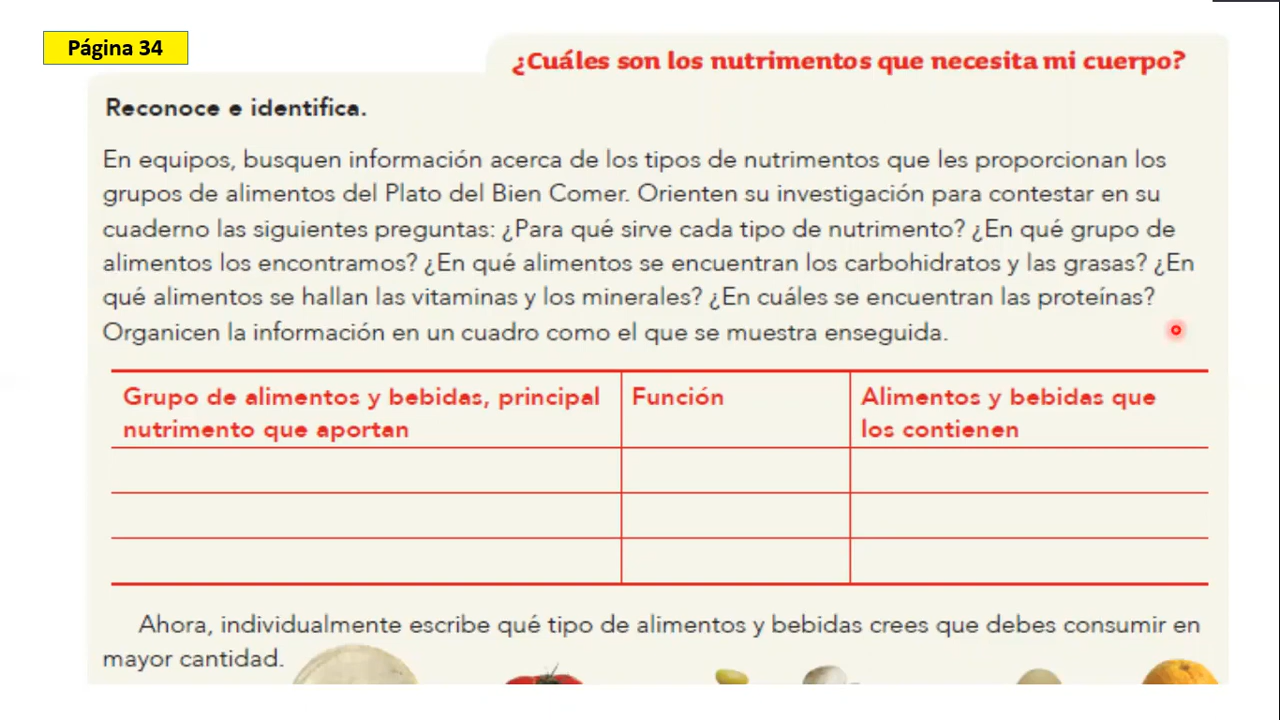 Página 34
¿Cuáles son los nutrimentos que necesita mi cuerpo?
Reconoce e identifica.
En equipos, busquen información acerca de los tipos de nutrimentos que les proporcionan los
grupos de alimentos del Plato del Bien Comer. Orienten su investigación para contestar en su
cuaderno las siguientes preguntas: ¿Para qué sirve cada tipo de nutrimento? ¿En qué grupo de
alimentos los encontramos? ¿En qué alimentos se encuentran los carbohidratos y las grasas? ¿En
qué alimentos se hallan las vitaminas y los minerales? ¿En cuáles se encuentran las proteínas?
Organicen la información en un cuadro como el que se muestra enseguida.
Grupo de alimentos y bebidas, principal
nutrimento que aportan
Función
Alimentos y bebidas que
los contienen
Ahora, individualmente escribe qué tipo de alimentos y bebidas crees que debes consumir en
mayor cantidad.